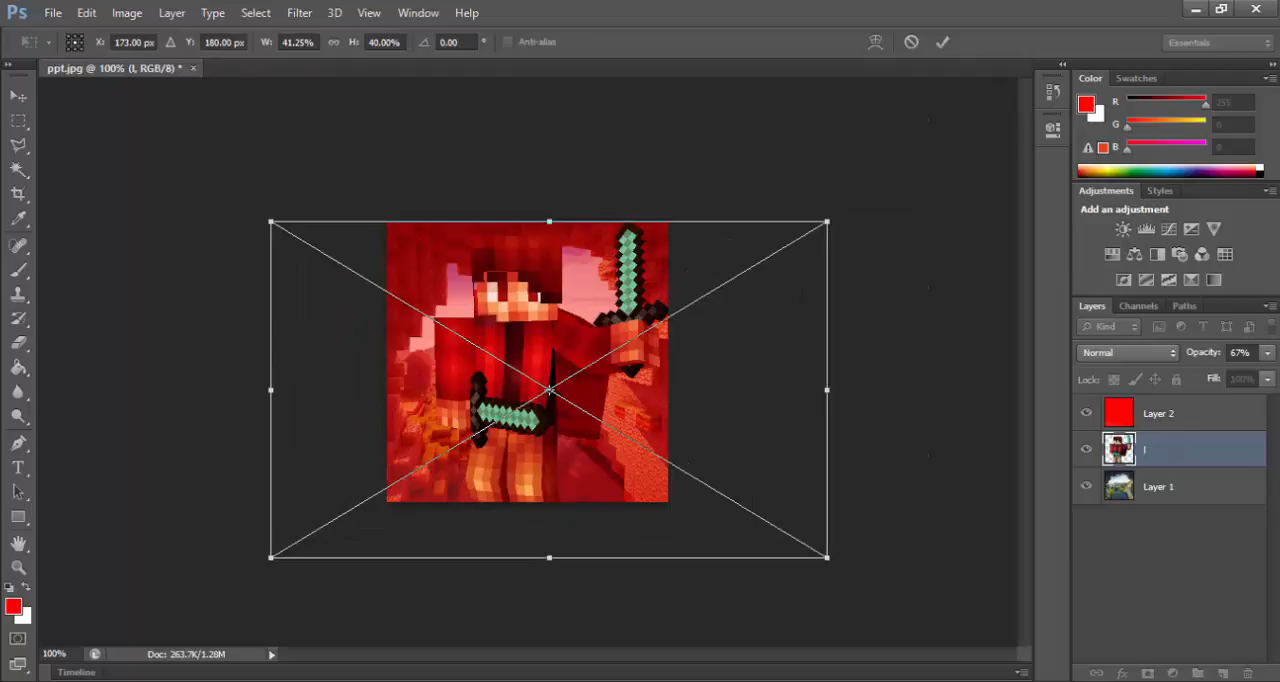 Ps File Edit Image Layer Type Select Filter 3D View Window Help
X: 173.00 px Y: 180.00 px W: 41.25% H: 40.00% 0.00 ° Anti-alias Essentials
ppt.jpg @ 100% (l, RGB/8) * ×
Color Swatches
R 255
G 0
B 0
Adjustments Styles
Add an adjustment
Layers Channels Paths
Kind
Normal Opacity: 67%
Lock: Fill: 100%
Layer 2
l
Layer 1
100% Doc: 263.7K/1.28M
Timeline